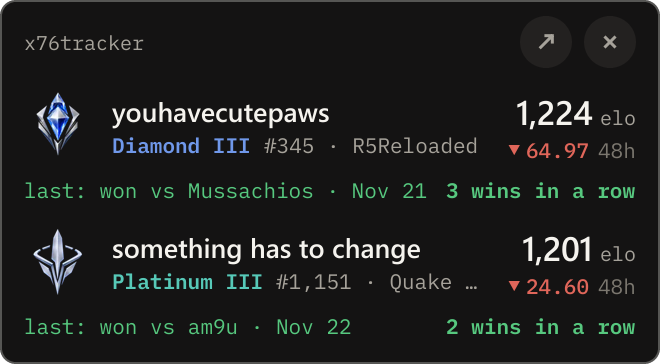 x76tracker
youhavecutepaws 1,224 elo
Diamond III #345 · R5Reloaded ▼64.97 48h
last: won vs Mussachios · Nov 21 3 wins in a row
something has to change 1,201 elo
Platinum III #1,151 · Quake … ▼24.60 48h
last: won vs am9u · Nov 22 2 wins in a row